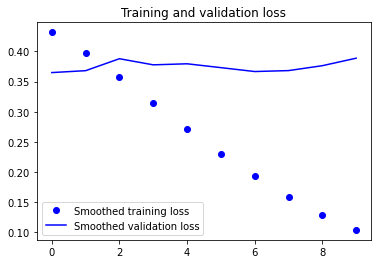 Training and validation loss
0.40
0.35
0.30
0.25
0.20
0.15
0.10
Smoothed training loss
Smoothed validation loss
0 2 4 6 8